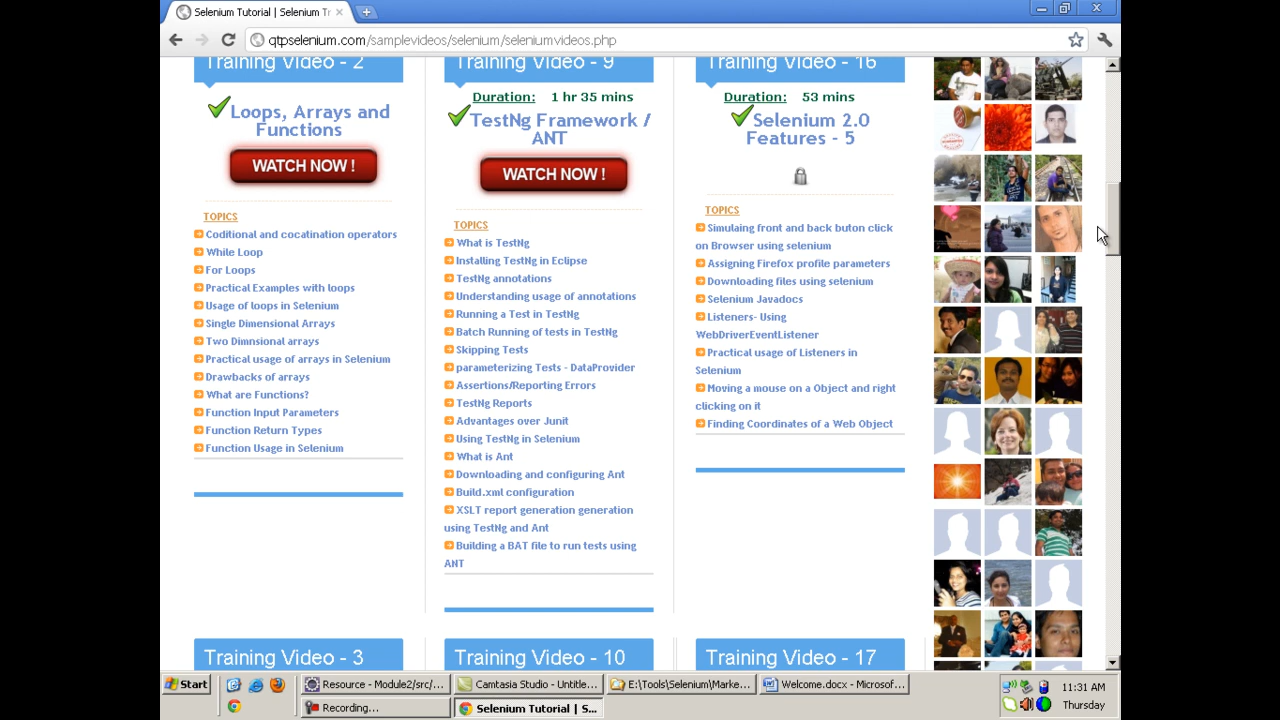 Selenium Tutorial | Selenium Tr
qtpselenium.com/samplevideos/selenium/seleniumvideos.php
Training Video - 2
Loops, Arrays and
Functions
WATCH NOW !
TOPICS
Coditional and cocatination operators
While Loop
For Loops
Practical Examples with loops
Usage of loops in Selenium
Single Dimensional Arrays
Two Dimnsional arrays
Practical usage of arrays in Selenium
Drawbacks of arrays
What are Functions?
Function Input Parameters
Function Return Types
Function Usage in Selenium
Training Video - 9
Duration: 1 hr 35 mins
TestNg Framework /
ANT
WATCH NOW !
TOPICS
What is TestNg
Installing TestNg in Eclipse
TestNg annotations
Understanding usage of annotations
Running a Test in TestNg
Batch Running of tests in TestNg
Skipping Tests
parameterizing Tests - DataProvider
Assertions/Reporting Errors
TestNg Reports
Advantages over Junit
Using TestNg in Selenium
What is Ant
Downloading and configuring Ant
Build.xml configuration
XSLT report generation generation
using TestNg and Ant
Building a BAT file to run tests using
ANT
Training Video - 16
Duration: 53 mins
Selenium 2.0
Features - 5
TOPICS
Simulaing front and back buton click
on Browser using selenium
Assigning Firefox profile parameters
Downloading files using selenium
Selenium Javadocs
Listeners- Using
WebDriverEventListener
Practical usage of Listeners in
Selenium
Moving a mouse on a Object and right
clicking on it
Finding Coordinates of a Web Object
Training Video - 3
Training Video - 10
Training Video - 17
Start
Resource - Module2/src/...
Camtasia Studio - Untitle...
E:\Tools\Selenium\Marke...
Welcome.docx - Microsof...
11:31 AM
Recording...
Selenium Tutorial | S...
Thursday